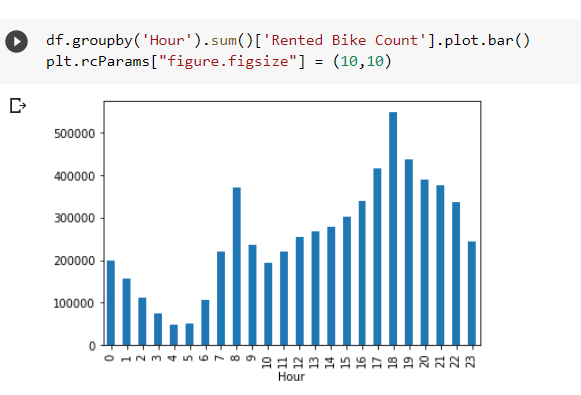 df.groupby('Hour').sum()['Rented Bike Count'].plot.bar()
plt.rcParams["figure.figsize"] = (10,10)
500000
400000
300000
200000
100000
0
0 1 2 3 4 5 6 7 8 9 10 11 12 13 14 15 16 17 18 19 20 21 22 23
Hour